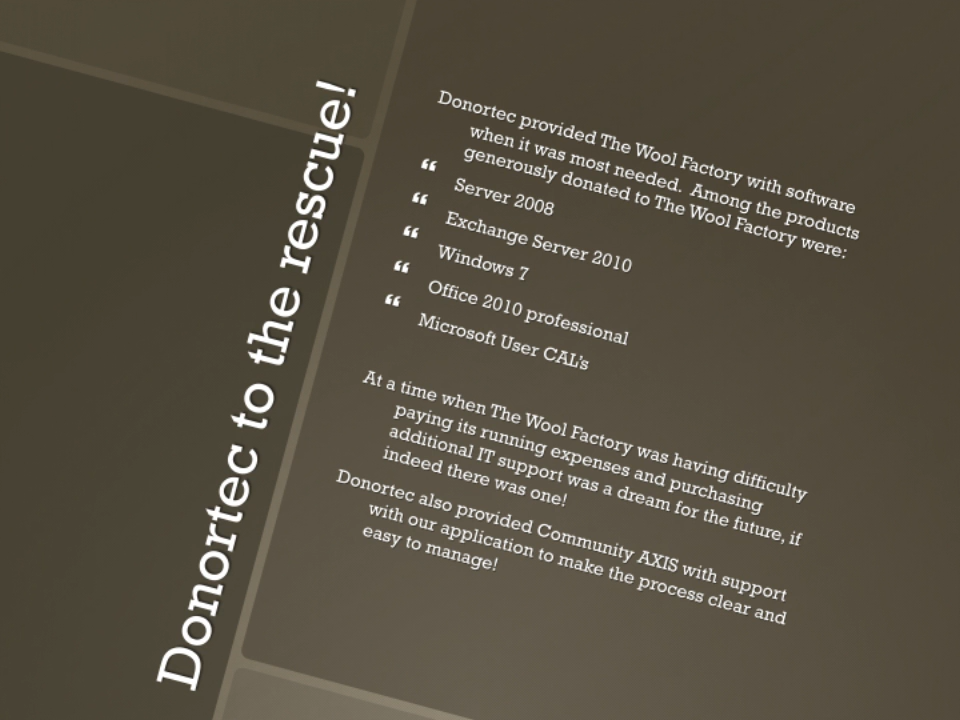 Donortec to the rescue!
Donortec provided The Wool Factory with software
when it was most needed.  Among the products
generously donated to The Wool Factory were:
“ Server 2008
“ Exchange Server 2010
“ Windows 7
“ Office 2010 professional
“ Microsoft User CAL’s
At a time when The Wool Factory was having difficulty
paying its running expenses and purchasing
additional IT support was a dream for the future, if
indeed there was one!
Donortec also provided Community AXIS with support
with our application to make the process clear and
easy to manage!